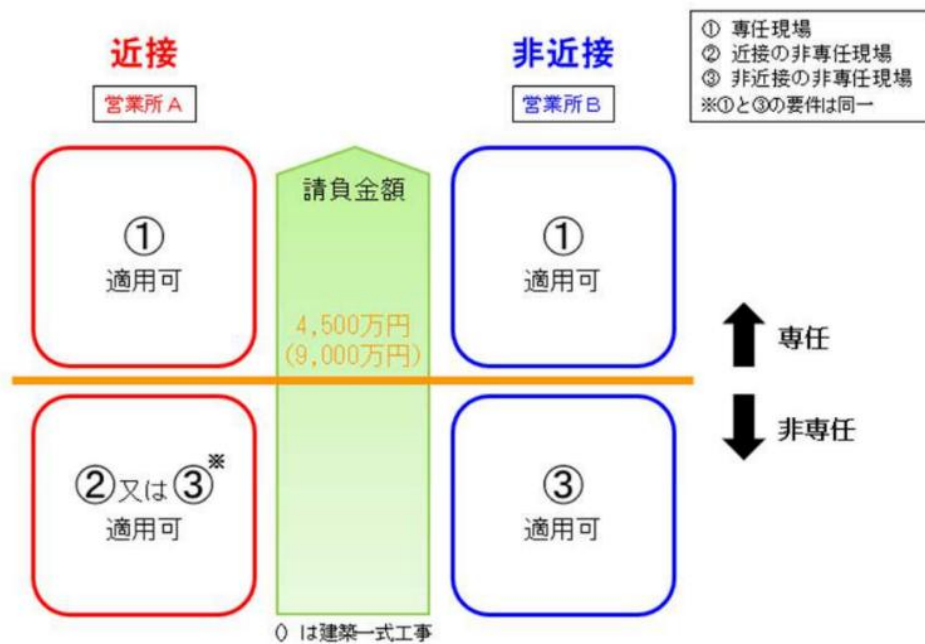 近接
営業所A
非近接
営業所B
① 専任現場
② 近接の非専任現場
③ 非近接の非専任現場
※①と③の要件は同一
①
適用可
請負金額
4,500万円
(9,000万円)
①
適用可
専任
非専任
②又は③※
適用可
③
適用可
() は建築一式工事